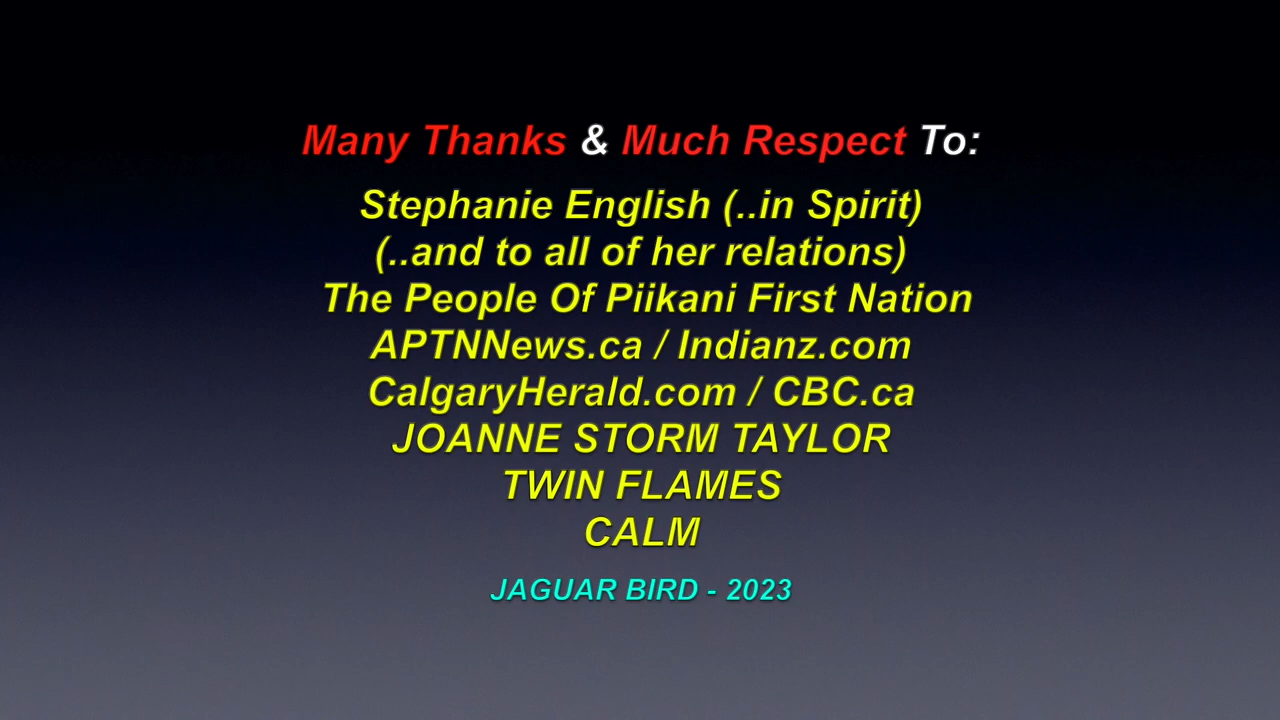 Many Thanks & Much Respect To:
Stephanie English (..in Spirit)
(..and to all of her relations)
The People Of Piikani First Nation
APTNNews.ca / Indianz.com
CalgaryHerald.com / CBC.ca
JOANNE STORM TAYLOR
TWIN FLAMES
CALM
JAGUAR BIRD - 2023